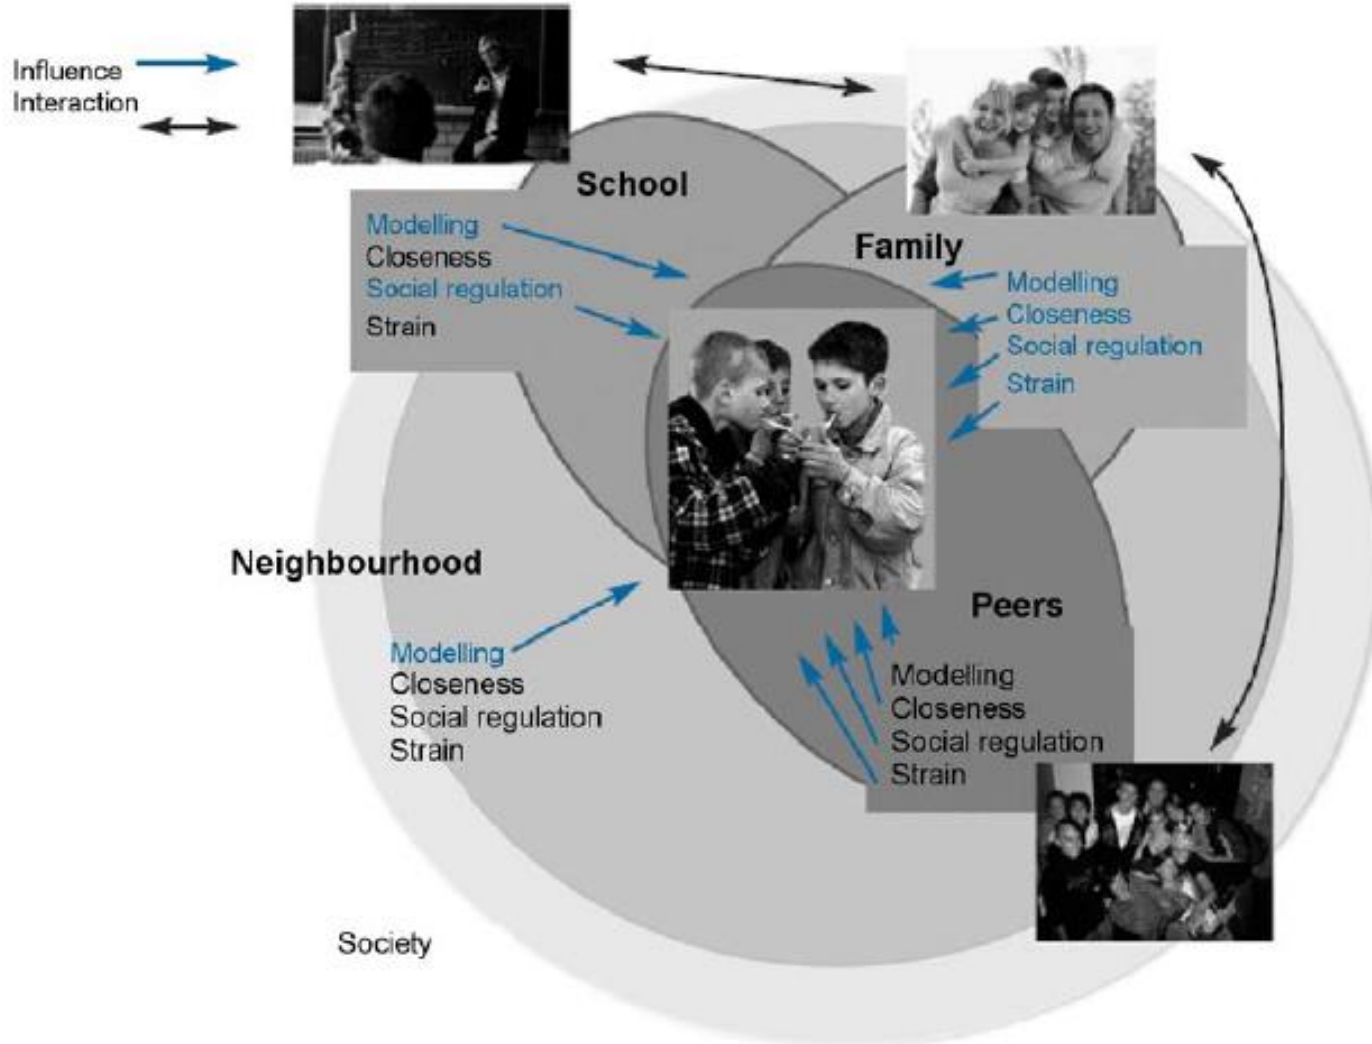 Influence
Interaction
School
Modelling
Closeness
Social regulation
Strain
Family
Modelling
Closeness
Social regulation
Strain
Neighbourhood
Modelling
Closeness
Social regulation
Strain
Peers
Modelling
Closeness
Social regulation
Strain
Society